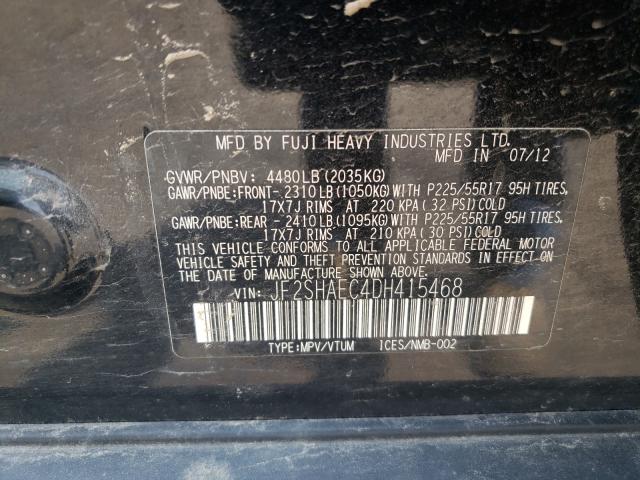 MFD BY FUJI HEAVY INDUSTRIES LTD.
MFD IN 07/12
GVWR/PNBV: 4480LB(2035KG)
GAWR/PNBE:FRONT-2310LB(1050KG)WITH P225/55R17 95H TIRES,
17X7J RIMS AT 220 KPA(32 PSI)COLD
GAWR/PNBE:REAR -2410LB(1095KG)WITH P225/55R17 95H TIRES,
17X7J RIMS AT 210 KPA(30 PSI)COLD
THIS VEHICLE CONFORMS TO ALL APPLICABLE FEDERAL MOTOR
VEHICLE SAFETY AND THEFT PREVENTION STANDARDS IN EFFECT
ON THE DATE OF MANUFACTURE SHOWN ABOVE.
VIN: JF2SHAEC4DH415468
TYPE:MPV/VTUM ICES/NMB-002